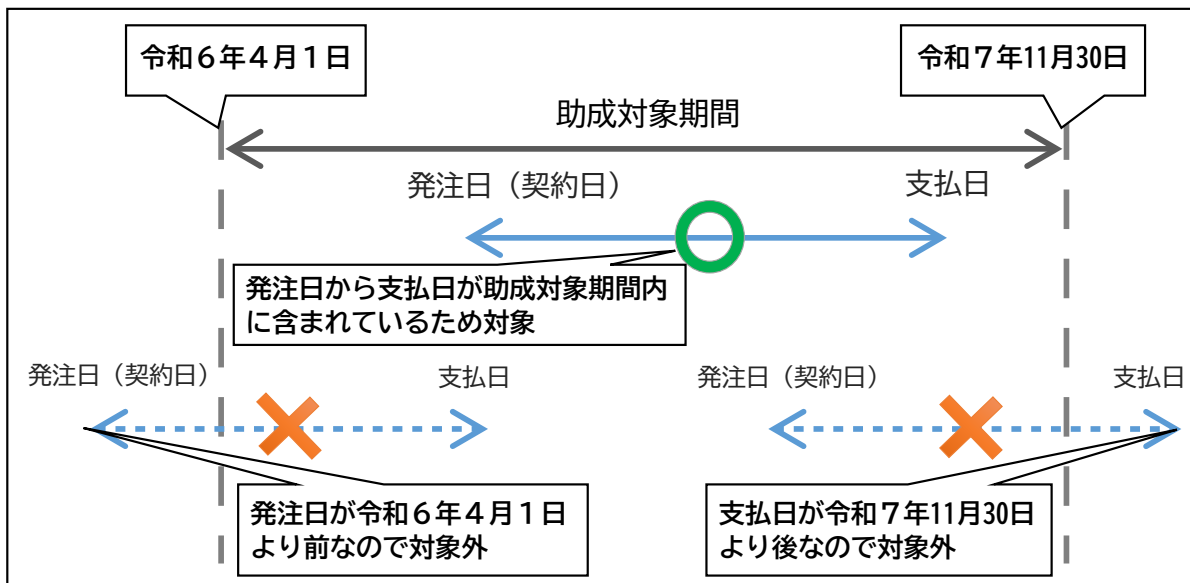 令和６年４月１日
令和７年11月30日
助成対象期間
発注日（契約日）
支払日
発注日から支払日が助成対象期間内
に含まれているため対象
発注日（契約日）
支払日
発注日（契約日）
支払日
発注日が令和６年４月１日
より前なので対象外
支払日が令和７年11月30日
より後なので対象外